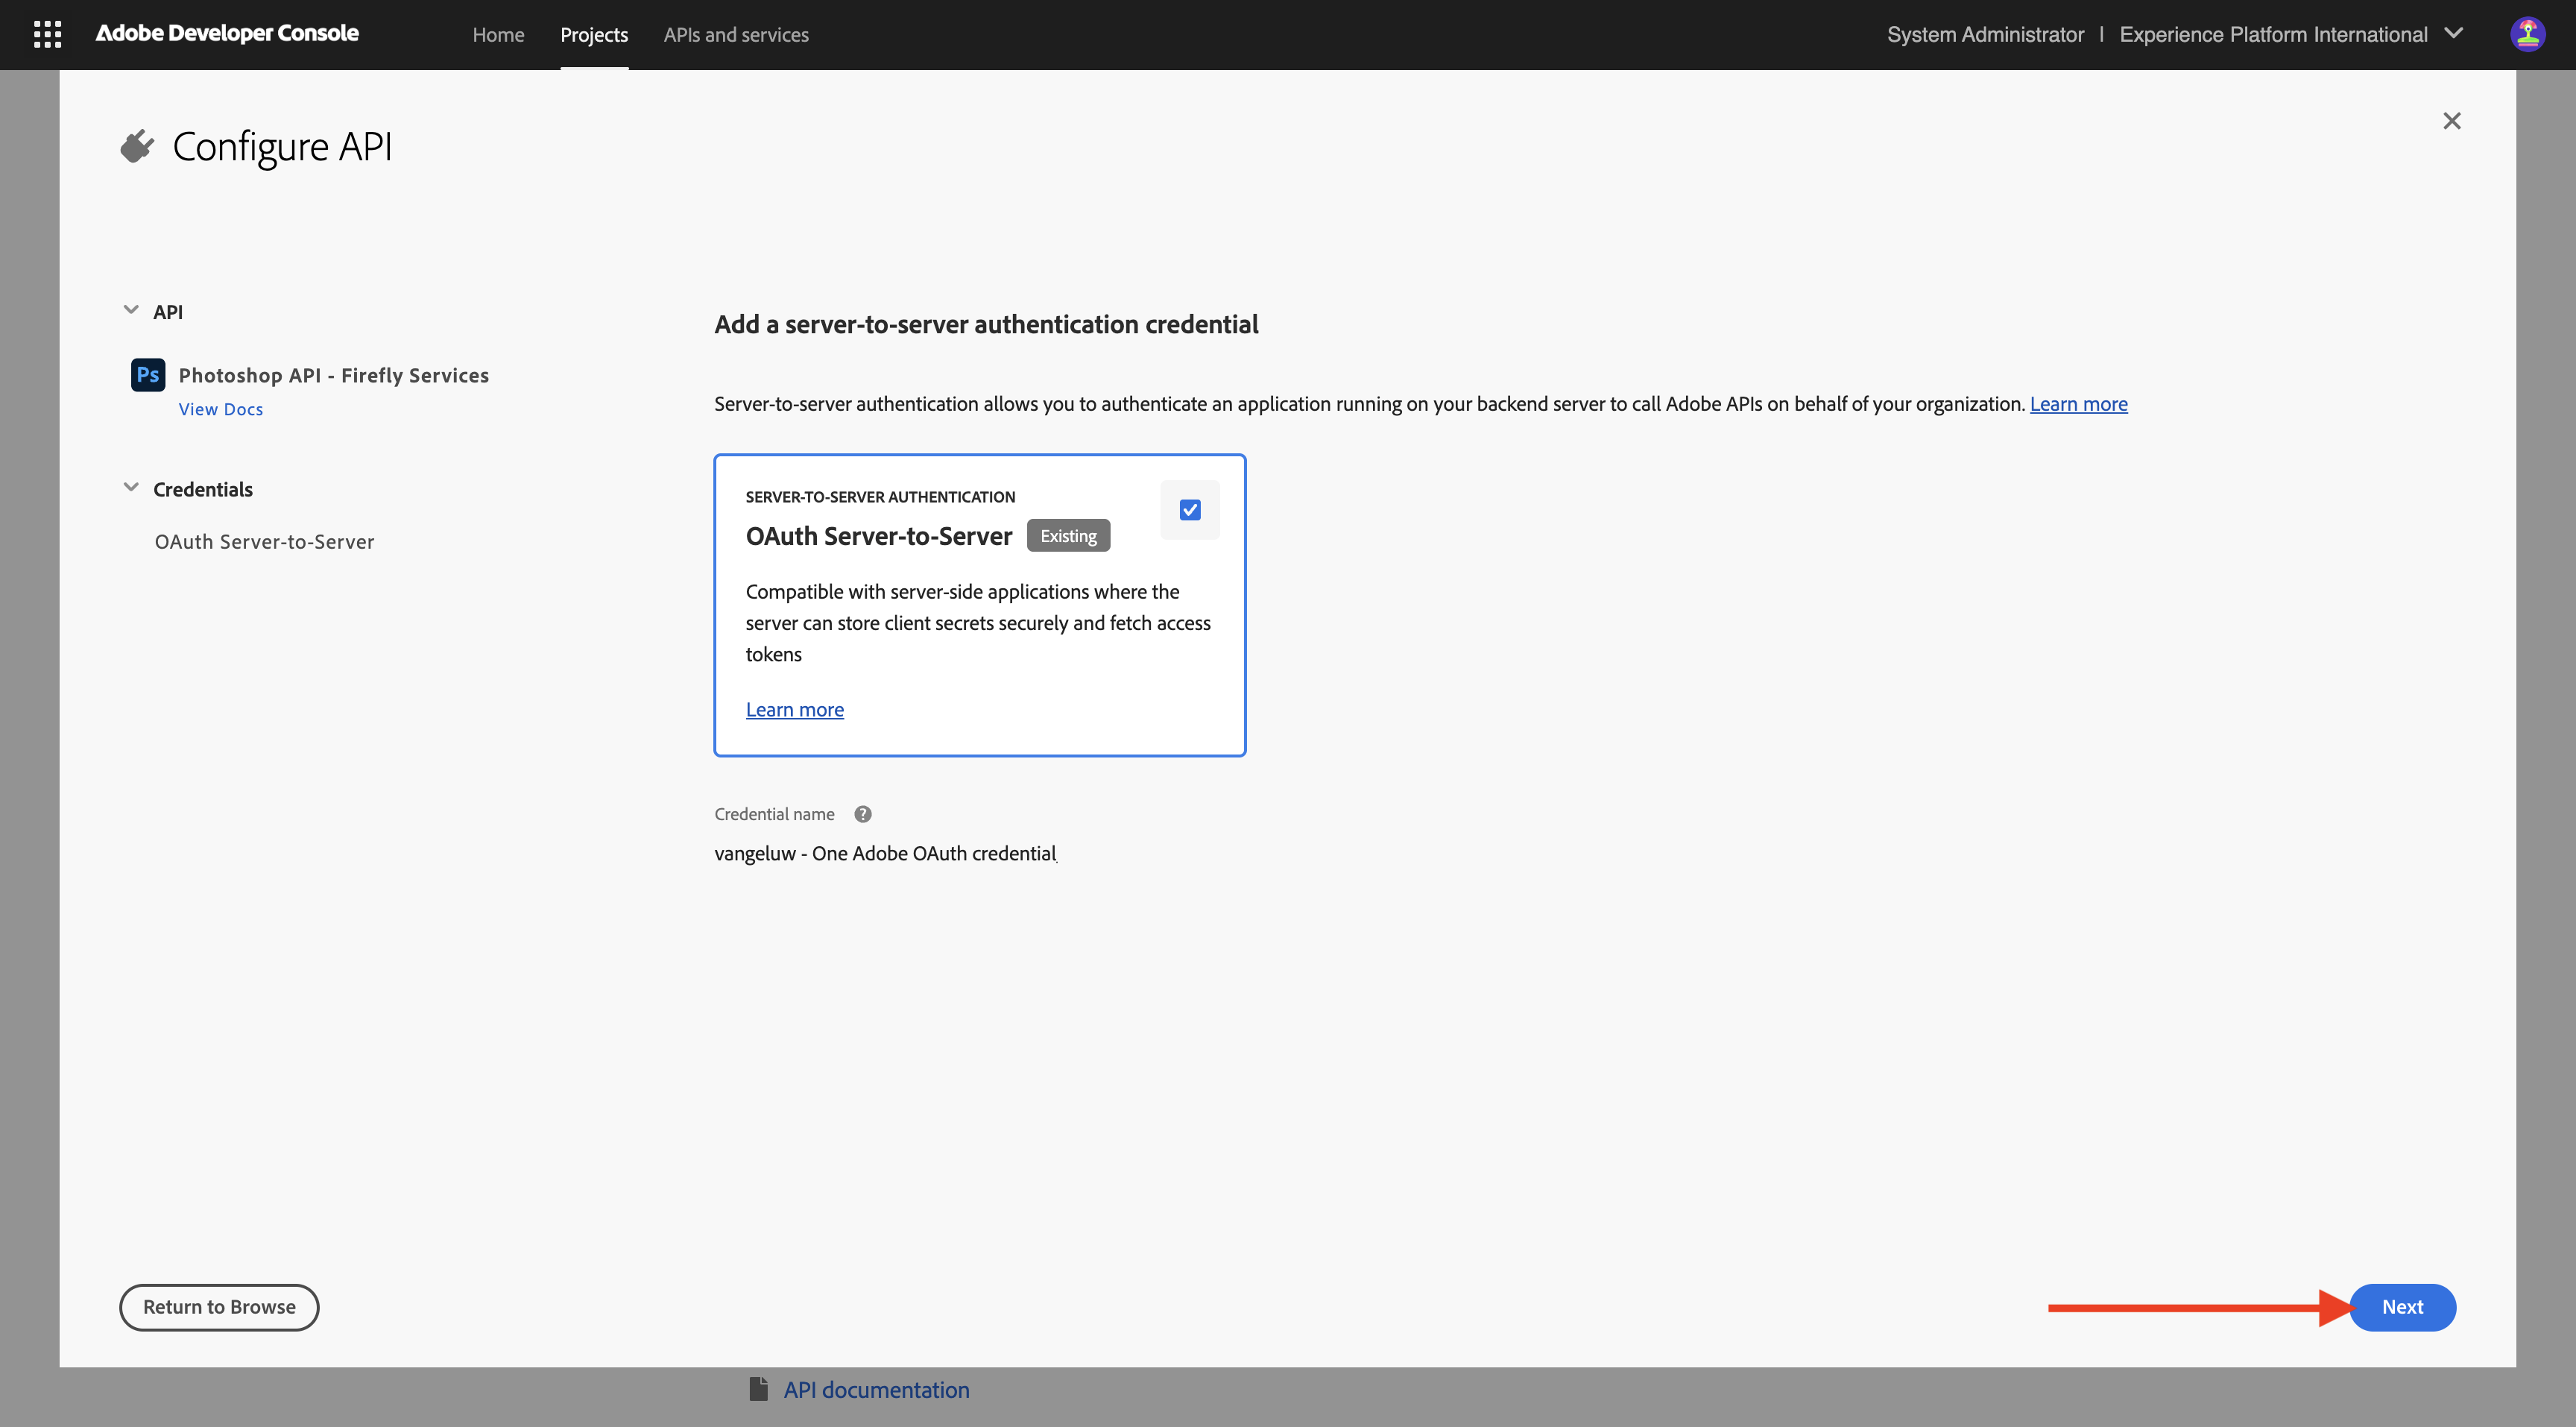 Adobe Developer Console
Home
Projects
APIs and services
System Administrator | Experience Platform International
Configure API
API
Ps
Photoshop API - Firefly Services
View Docs
Credentials
OAuth Server-to-Server
Add a server-to-server authentication credential
Server-to-server authentication allows you to authenticate an application running on your backend server to call Adobe APIs on behalf of your organization. Learn more
SERVER-TO-SERVER AUTHENTICATION
OAuth Server-to-Server Existing
Compatible with server-side applications where the
server can store client secrets securely and fetch access
tokens
Learn more
Credential name
vangeluw - One Adobe OAuth credential
Return to Browse
Next
API documentation